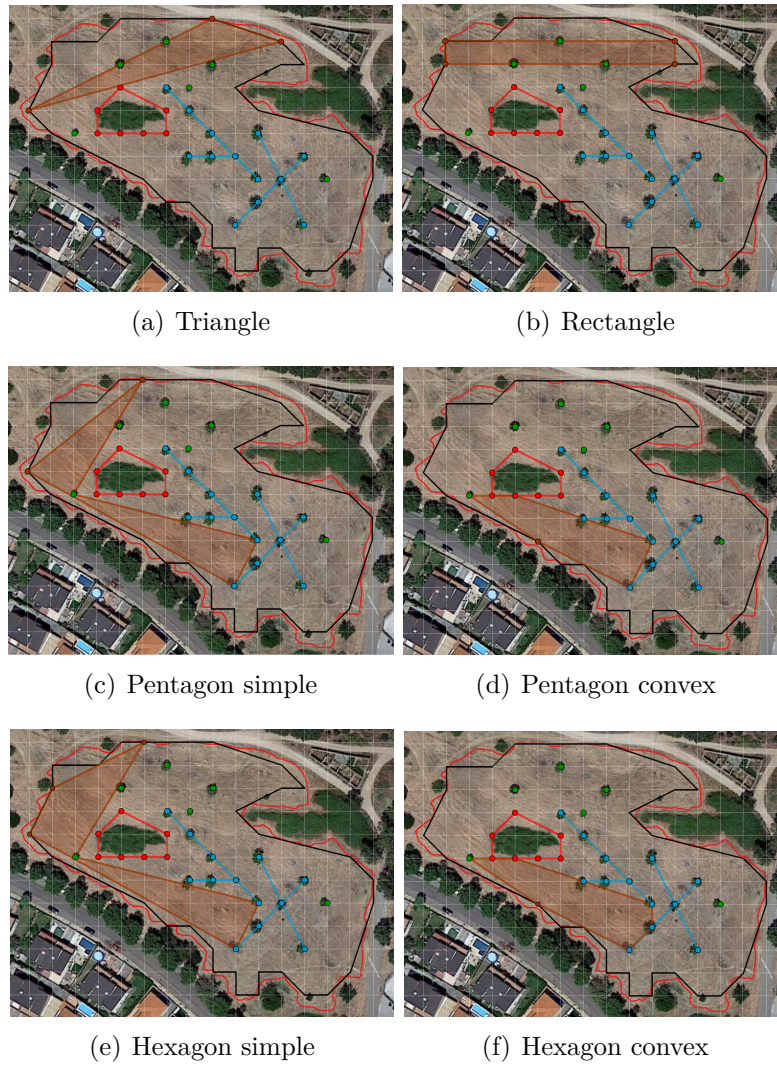 (a) Triangle
(b) Rectangle
(c) Pentagon simple
(d) Pentagon convex
(e) Hexagon simple
(f) Hexagon convex